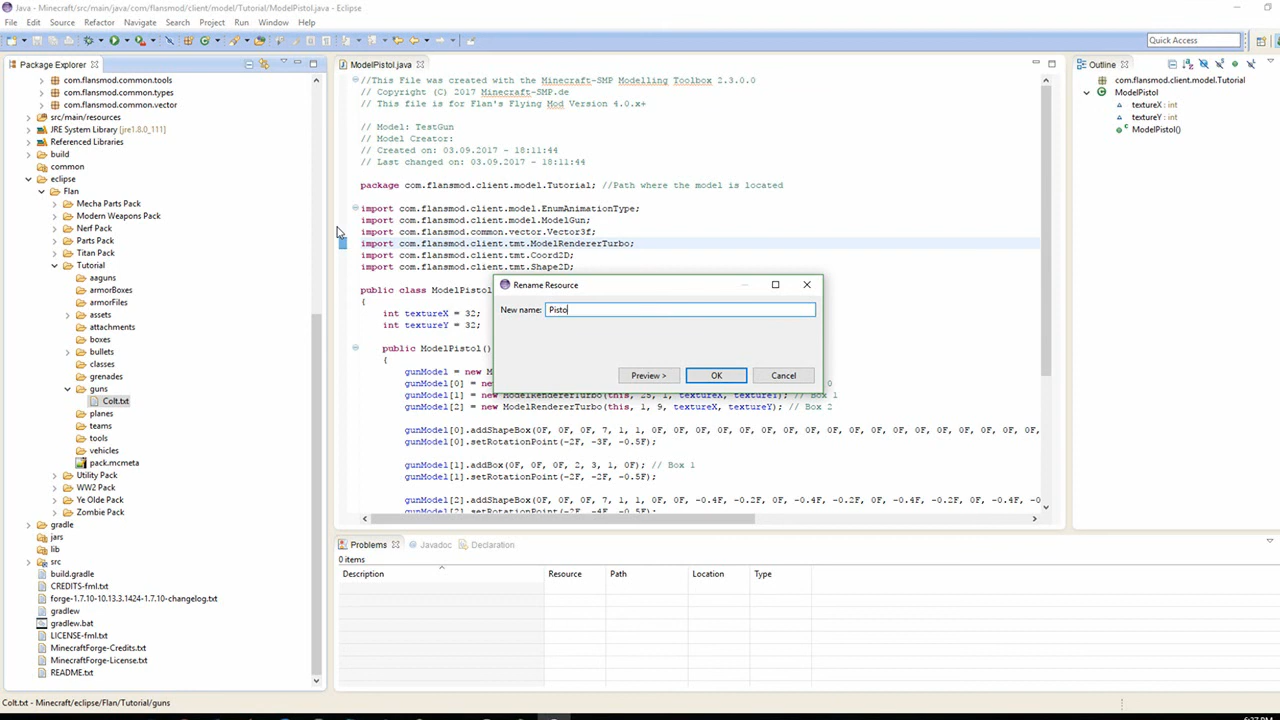 Java - Minecraft/src/main/java/com/flansmod/client/model/Tutorial/ModelPistol.java - Eclipse
File Edit Source Refactor Navigate Search Project Run Window Help
Quick Access
Package Explorer
com.flansmod.common.tools
com.flansmod.common.types
com.flansmod.common.vector
src/main/resources
JRE System Library [jre1.8.0_111]
Referenced Libraries
build
common
eclipse
Flan
Mecha Parts Pack
Modern Weapons Pack
Nerf Pack
Parts Pack
Titan Pack
Tutorial
aaguns
armorBoxes
armorFiles
assets
attachments
boxes
bullets
classes
grenades
guns
Colt.txt
planes
teams
tools
vehicles
pack.mcmeta
Utility Pack
WW2 Pack
Ye Olde Pack
Zombie Pack
gradle
jars
lib
src
build.gradle
CREDITS-fml.txt
forge-1.7.10-10.13.3.1424-1.7.10-changelog.txt
gradlew
gradlew.bat
LICENSE-fml.txt
MinecraftForge-Credits.txt
MinecraftForge-License.txt
README.txt
ModelPistol.java
//This File was created with the Minecraft-SMP Modelling Toolbox 2.3.0.0
// Copyright (C) 2017 Minecraft-SMP.de
// This file is for Flan's Flying Mod Version 4.0.x+
// Model: TestGun
// Model Creator:
// Created on: 03.09.2017 - 18:11:44
// Last changed on: 03.09.2017 - 18:11:44
package com.flansmod.client.model.Tutorial; //Path where the model is located
import com.flansmod.client.model.EnumAnimationType;
import com.flansmod.client.model.ModelGun;
import com.flansmod.common.vector.Vector3f;
import com.flansmod.client.tmt.ModelRendererTurbo;
import com.flansmod.client.tmt.Coord2D;
import com.flansmod.client.tmt.Shape2D;
public class ModelPistol
{
int textureX = 32;
int textureY = 32;
public ModelPistol()
{
gunModel = new M
gunModel[0] = new 0
gunModel[1] = new ModelRendererTurbo(this, 25, 1, textureX, textureY); // Box 1
gunModel[2] = new ModelRendererTurbo(this, 1, 9, textureX, textureY); // Box 2
gunModel[0].addShapeBox(0F, 0F, 0F, 7, 1, 1, 0F, 0F, 0F, 0F, 0F, 0F, 0F, 0F, 0F, 0F, 0F, 0F, 0F,
gunModel[0].setRotationPoint(-2F, -3F, -0.5F);
gunModel[1].addBox(0F, 0F, 0F, 2, 3, 1, 0F); // Box 1
gunModel[1].setRotationPoint(-2F, -2F, -0.5F);
gunModel[2].addShapeBox(0F, 0F, 0F, 7, 1, 1, 0F, 0F, -0.4F, -0.2F, 0F, -0.4F, -0.2F, 0F, -0.4F, -0.2F, 0F, -0.4F, -0
gunModel[2].setRotationPoint(-2F, -4F, -0.5F);
Rename Resource
New name: Pisto
Preview > OK Cancel
Outline
com.flansmod.client.model.Tutorial
ModelPistol
textureX : int
textureY : int
ModelPistol()
Problems Javadoc Declaration
0 items
Description Resource Path Location Type
Colt.txt - Minecraft/eclipse/Flan/Tutorial/guns